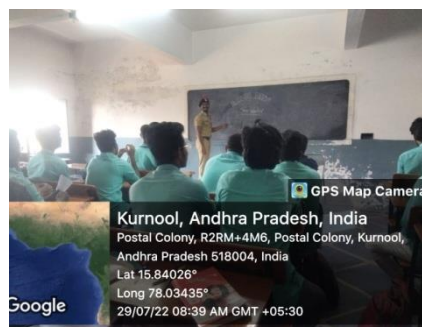 GPS Map Camera
Kurnool, Andhra Pradesh, India
Postal Colony, R2RM+4M6, Postal Colony, Kurnool,
Andhra Pradesh 518004, India
Lat 15.84026°
Long 78.03435°
29/07/22 08:39 AM GMT +05:30
Google